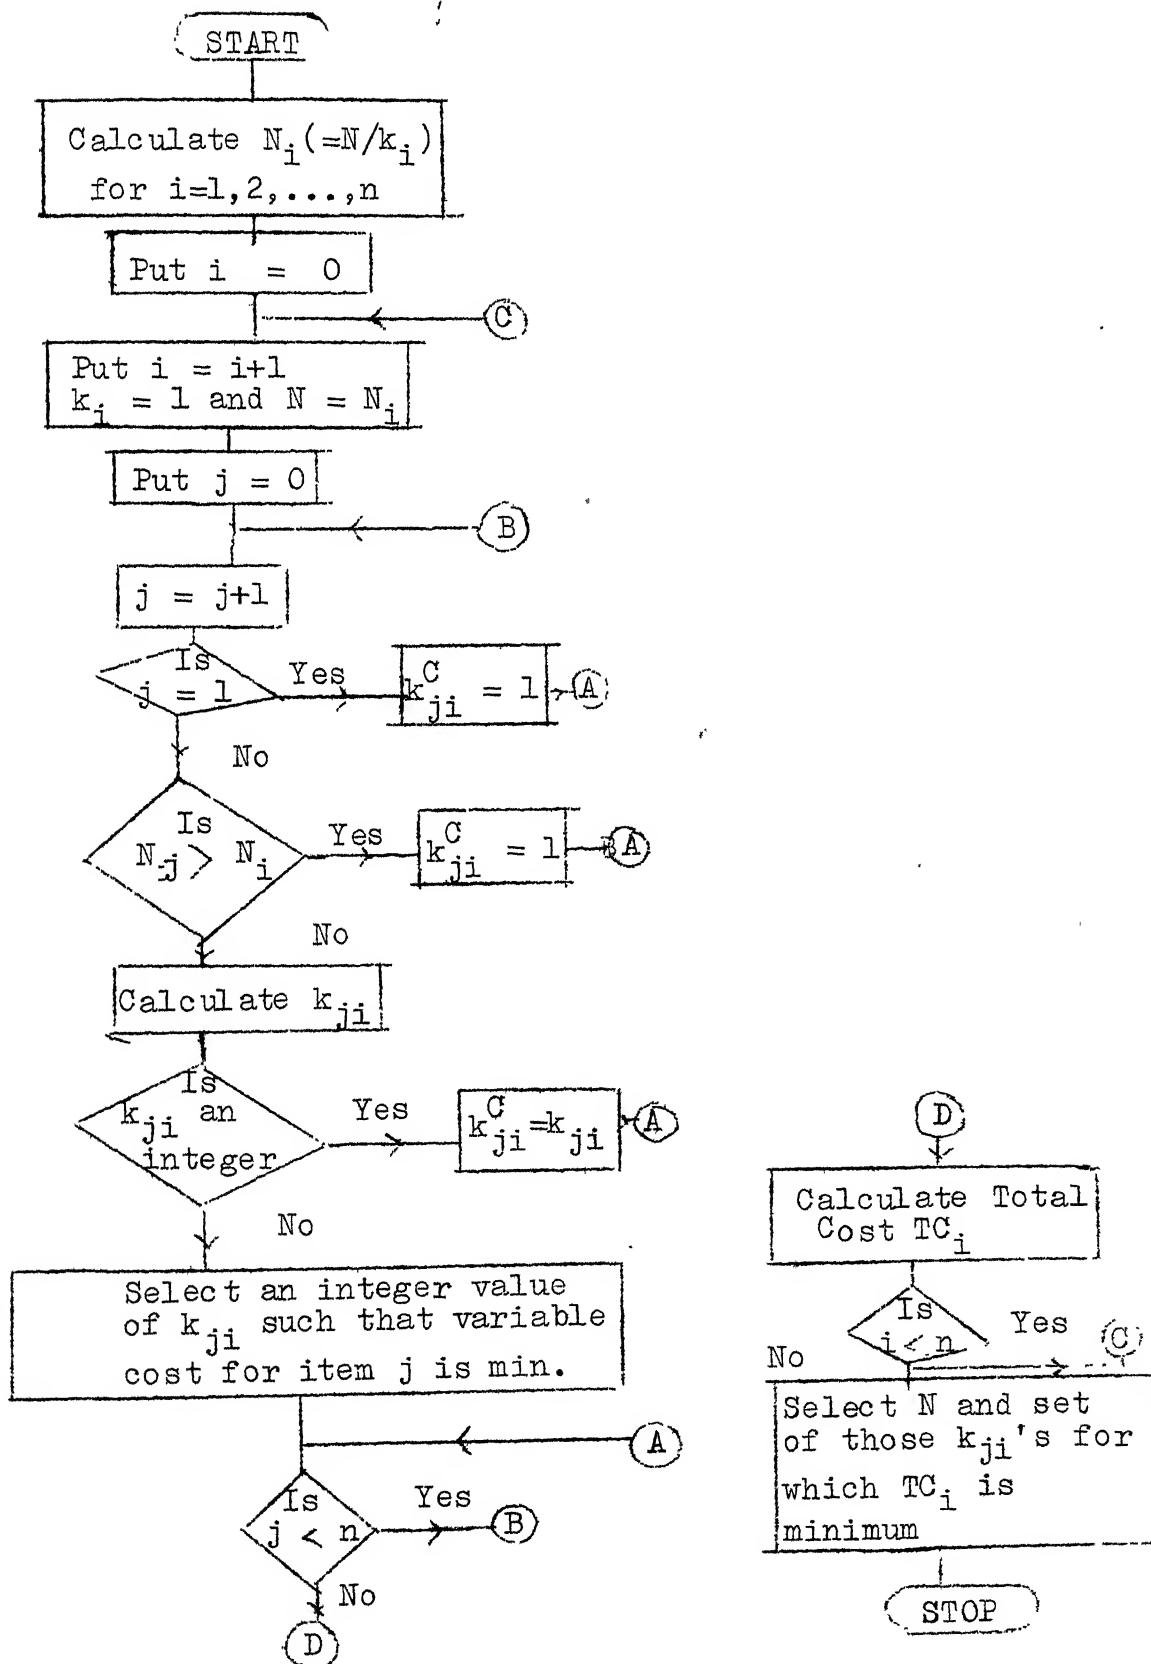 START
Calculate N_i(=N/k_i)
for i=1,2,...,n
Put i = 0
C
Put i = i+1
k_i = 1 and N = N_i
Put j = 0
B
j = j+1
Is
j = 1
Yes
k^C_ji = 1
A
No
Is
N_j > N_i
Yes
k^C_ji = 1
A
No
Calculate k_ji
Is
k_ji an
integer
Yes
k^C_ji=k_ji
A
No
Select an integer value
of k_ji such that variable
cost for item j is min.
A
Is
j < n
Yes
B
No
D
D
Calculate Total
Cost TC_i
Is
i < n
Yes
C
No
Select N and set
of those k_ji's for
which TC_i is
minimum
STOP